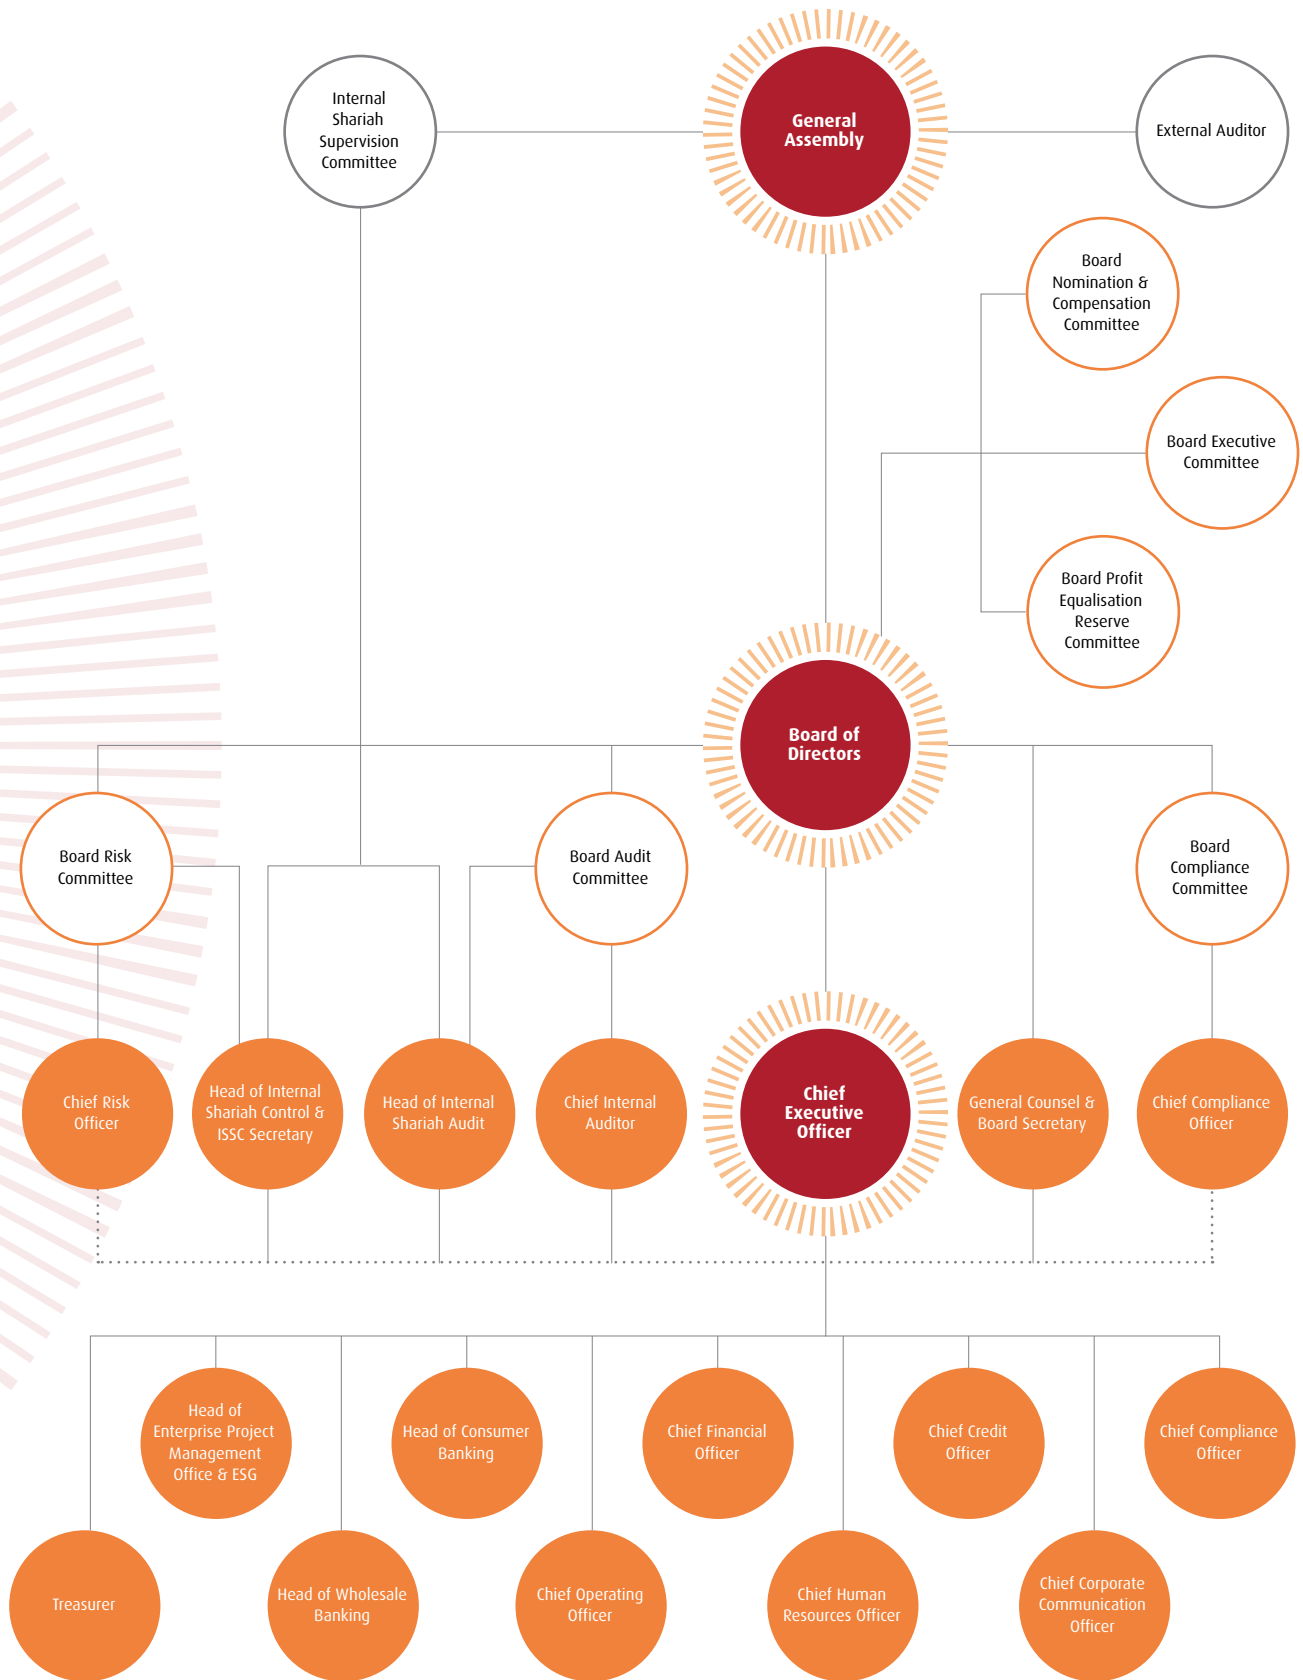 Internal
Shariah
Supervision
Committee
General
Assembly
External Auditor
Board
Nomination &
Compensation
Committee
Board Executive
Committee
Board Profit
Equalisation
Reserve
Committee
Board of
Directors
Board Risk
Committee
Board Audit
Committee
Board
Compliance
Committee
Chief Risk
Officer
Head of Internal
Shariah Control &
ISSC Secretary
Head of Internal
Shariah Audit
Chief Internal
Auditor
Chief
Executive
Officer
General Counsel &
Board Secretary
Chief Compliance
Officer
Head of
Enterprise Project
Management
Office & ESG
Head of Consumer
Banking
Chief Financial
Officer
Chief Credit
Officer
Chief Compliance
Officer
Treasurer
Head of Wholesale
Banking
Chief Operating
Officer
Chief Human
Resources Officer
Chief Corporate
Communication
Officer